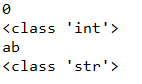 0
<class 'int'>
ab
<class 'str'>